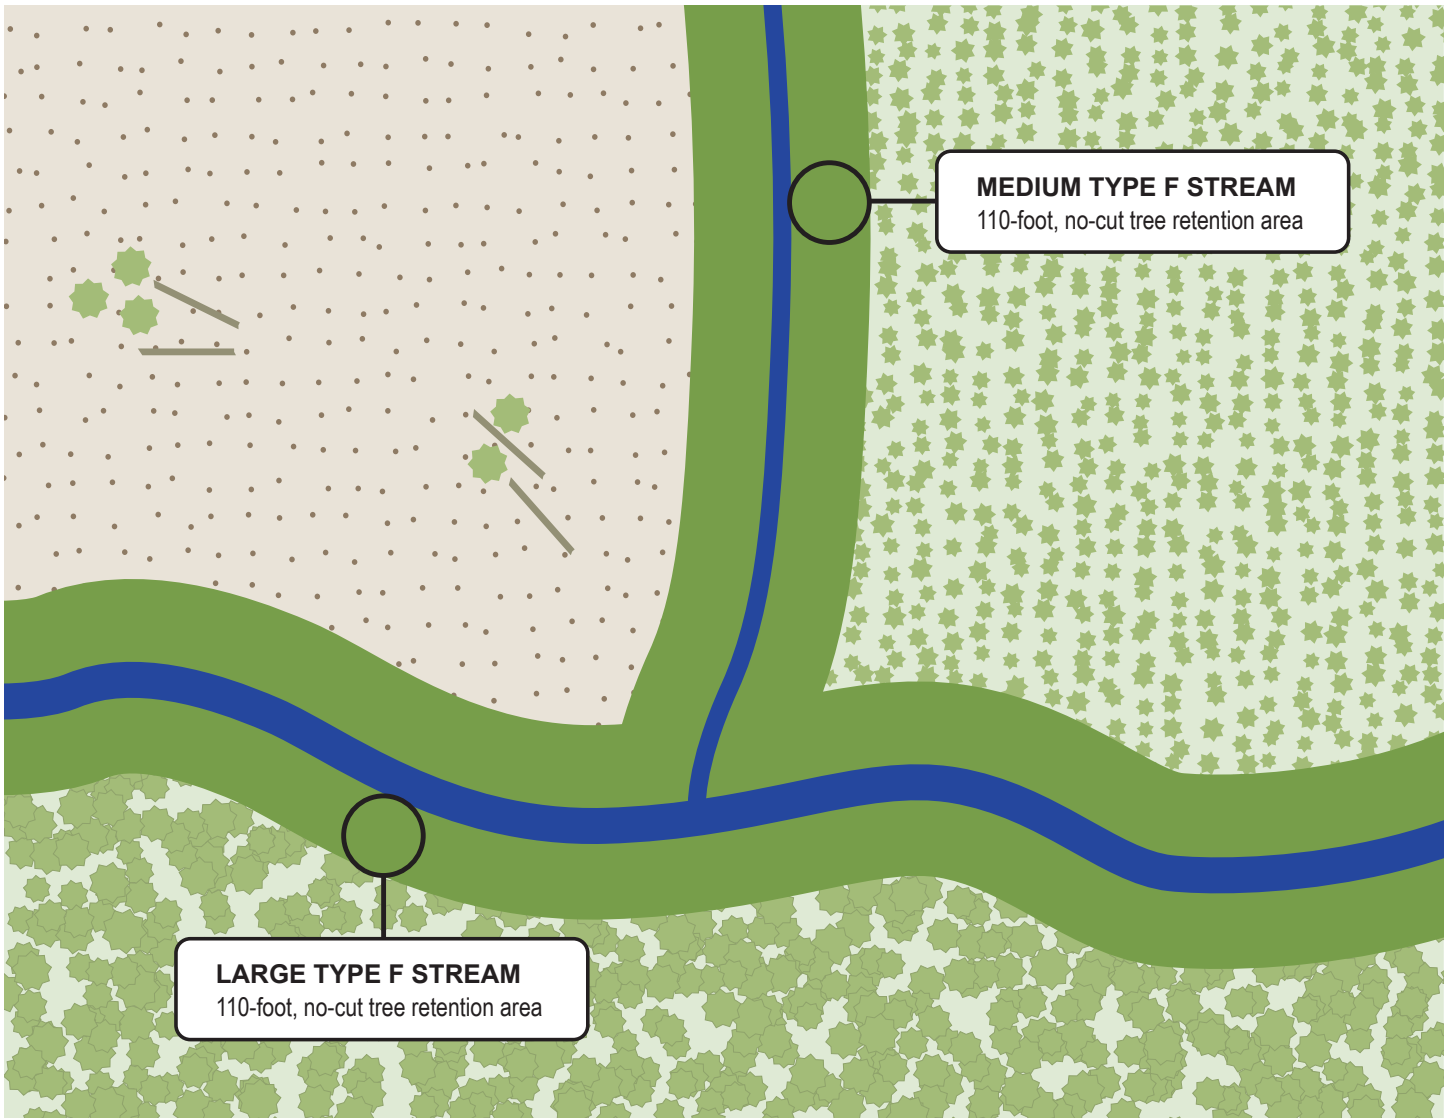 MEDIUM TYPE F STREAM
110-foot, no-cut tree retention area
LARGE TYPE F STREAM
110-foot, no-cut tree retention area